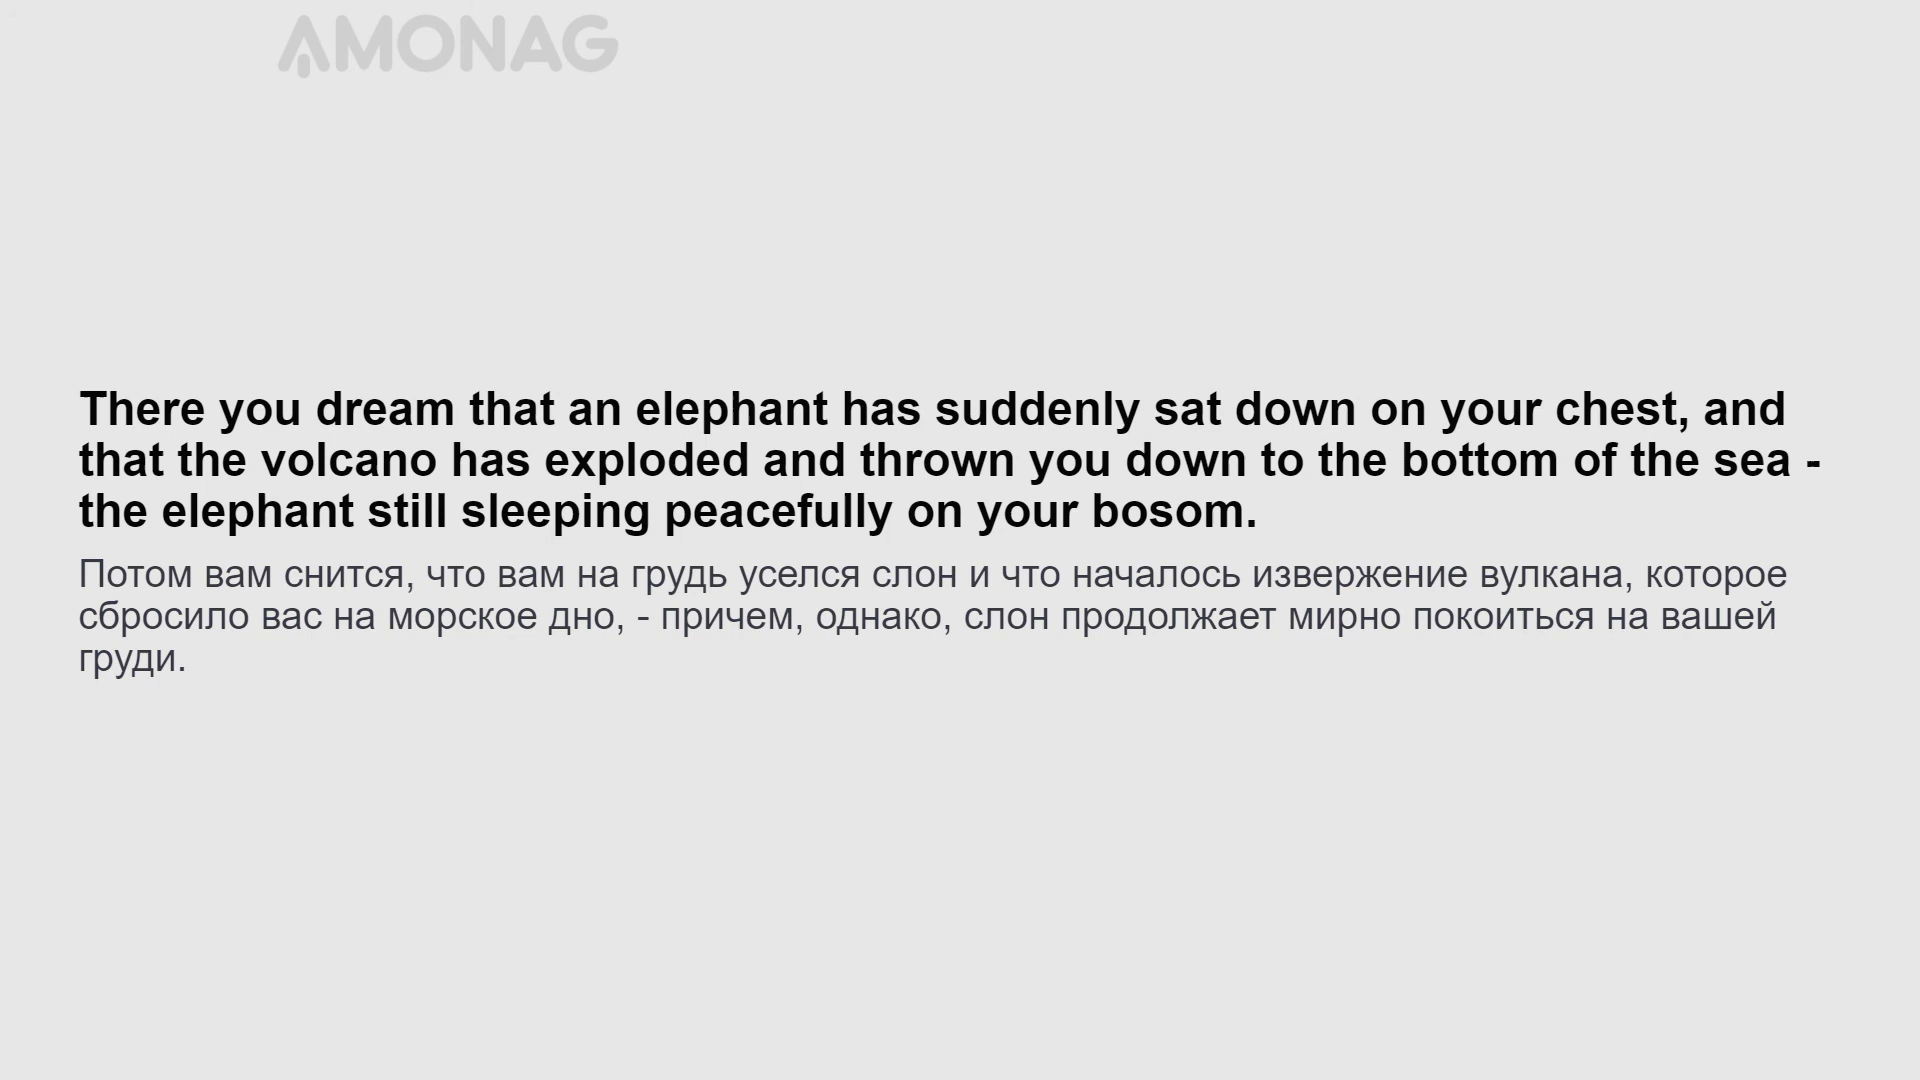 AMONAG
There you dream that an elephant has suddenly sat down on your chest, and
that the volcano has exploded and thrown you down to the bottom of the sea -
the elephant still sleeping peacefully on your bosom.
Потом вам снится, что вам на грудь уселся слон и что началось извержение вулкана, которое
сбросило вас на морское дно, - причем, однако, слон продолжает мирно покоиться на вашей
груди.